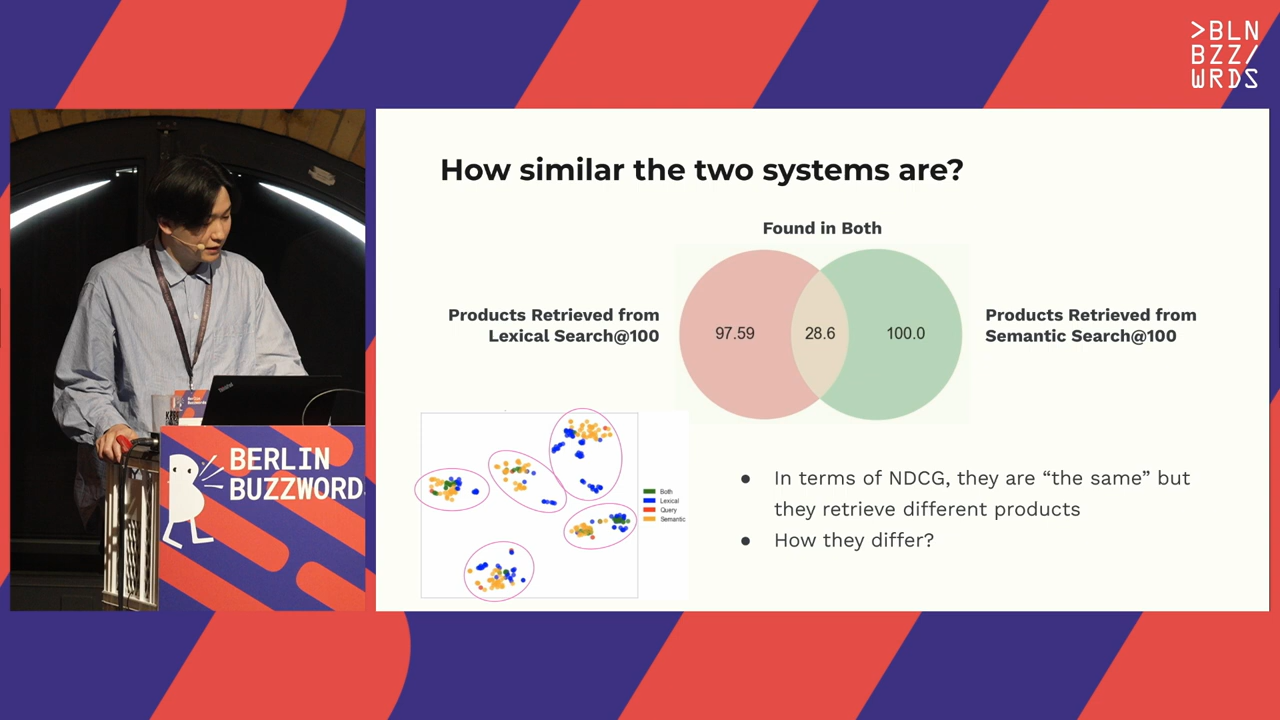 >BLN
BZZ/
WRDS
How similar the two systems are?
Found in Both
Products Retrieved from
Lexical Search@100
97.59
28.6
100.0
Products Retrieved from
Semantic Search@100
Both
Lexical
Query
Semantic
● In terms of NDCG, they are “the same” but
they retrieve different products
● How they differ?
ThinkPad
BERLIN
BUZZWORD